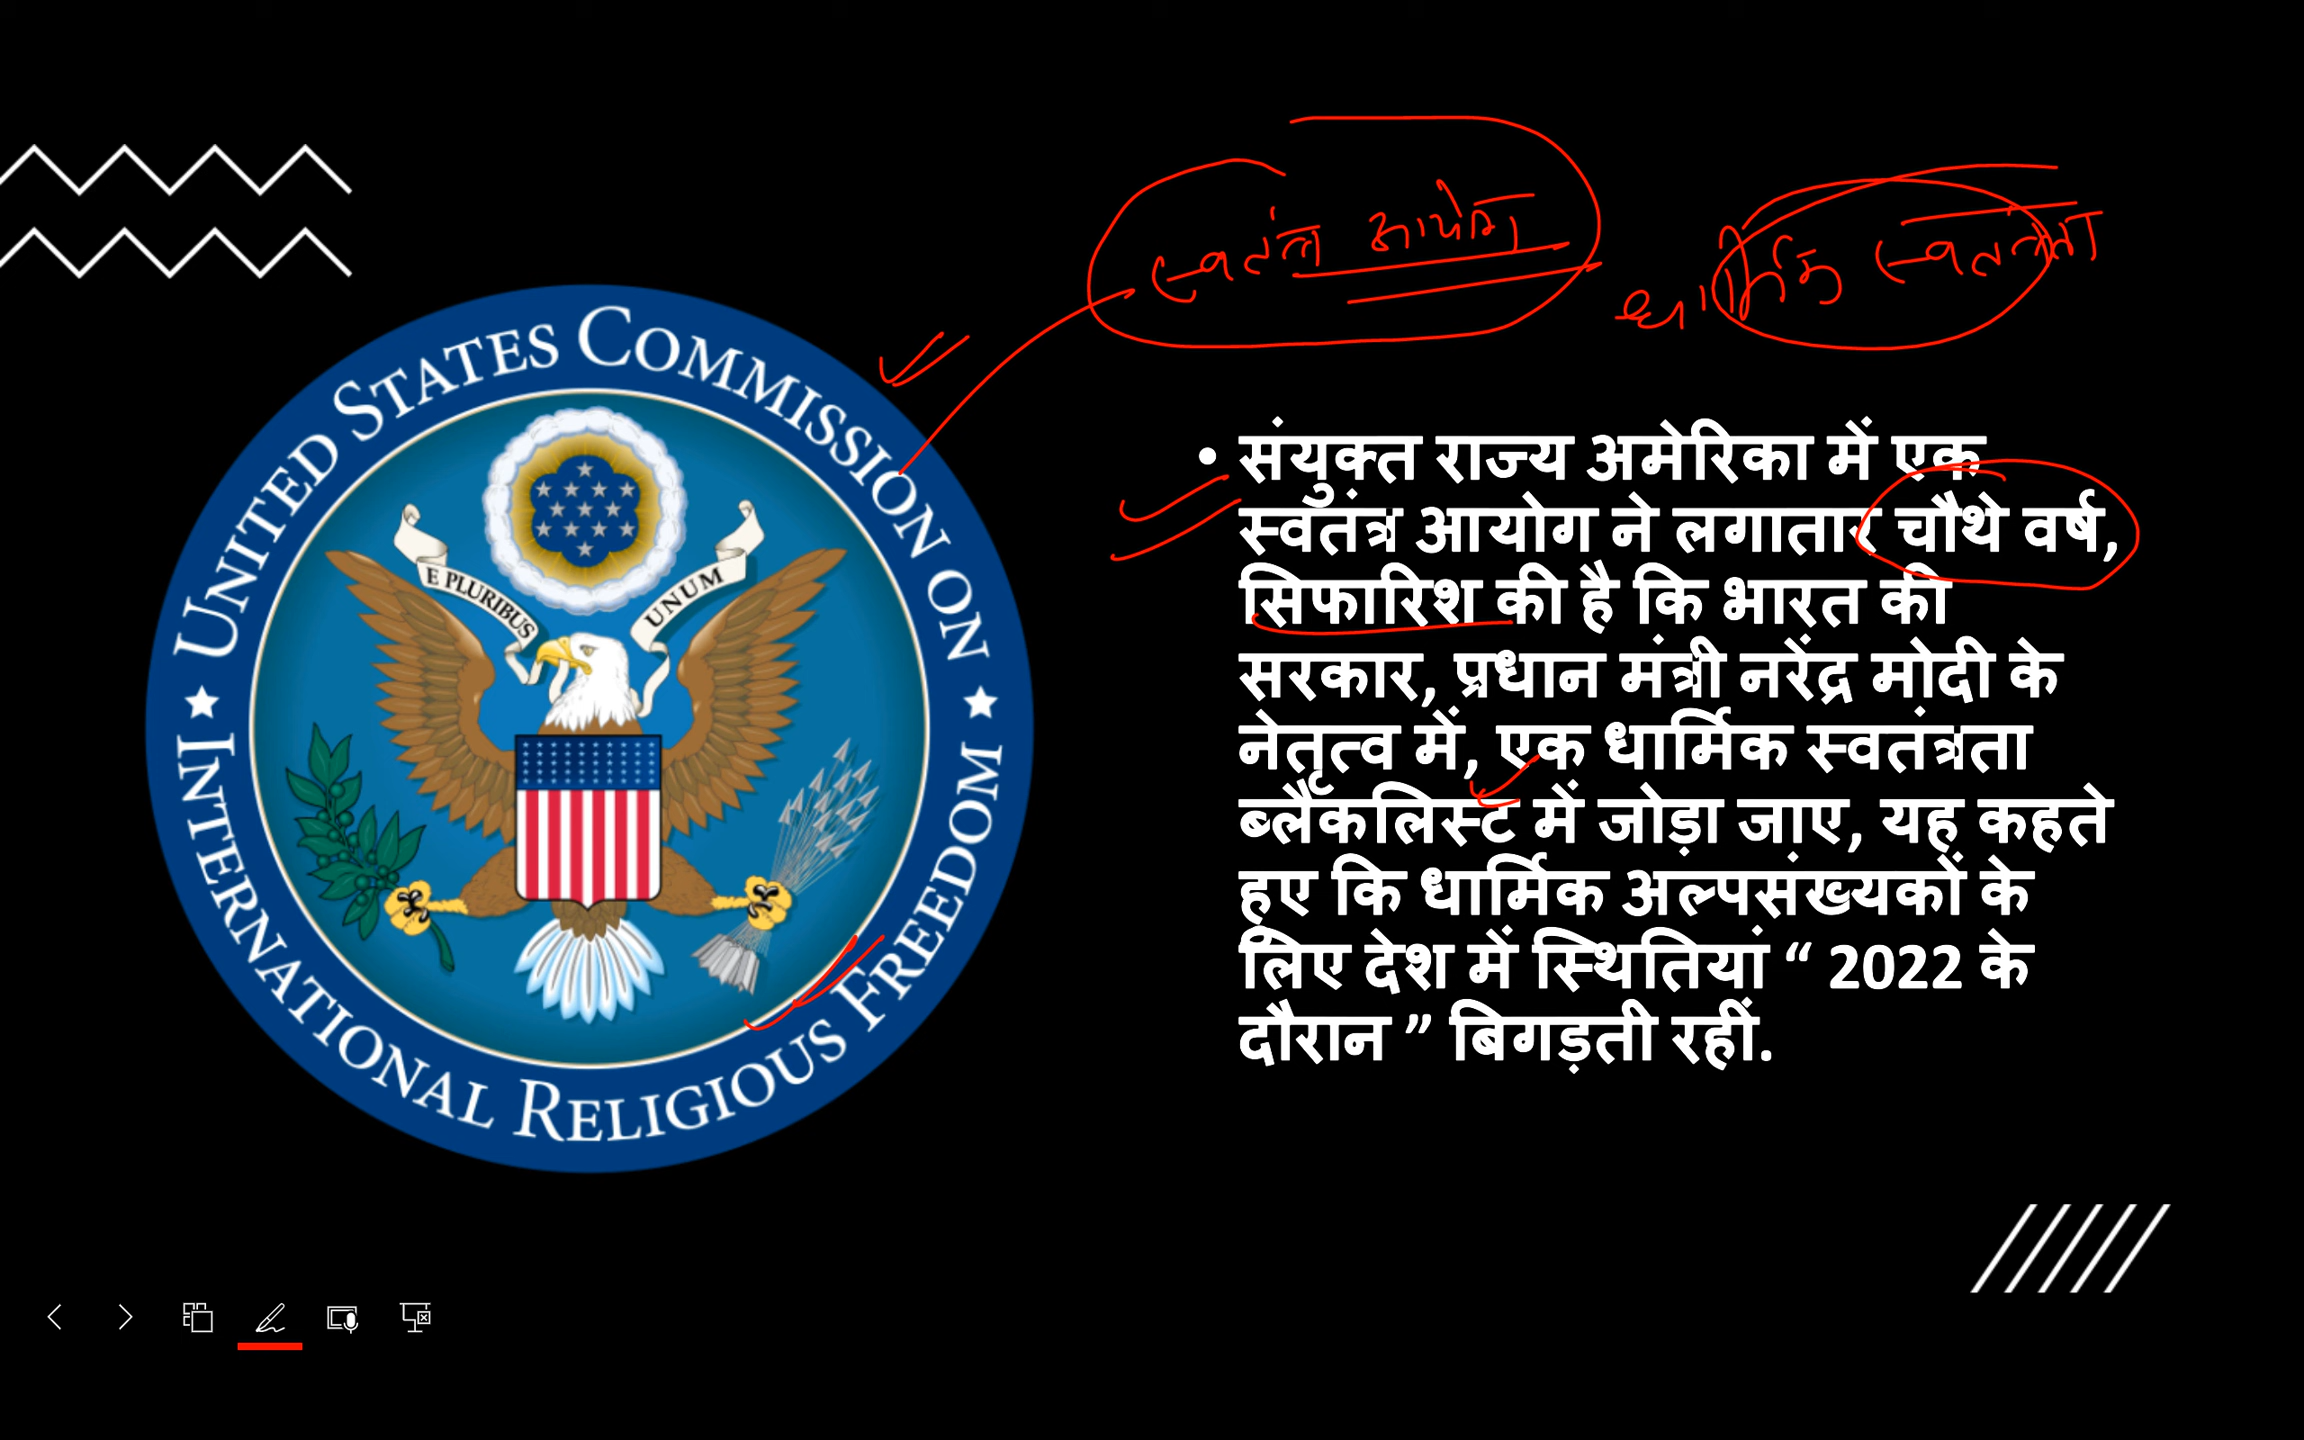 स्वतंत्र आयोग
धार्मिक स्वतंत्रता
UNITED STATES COMMISSION ON
INTERNATIONAL RELIGIOUS FREEDOM
E PLURIBUS
UNUM
• संयुक्त राज्य अमेरिका में एक
स्वतंत्र आयोग ने लगातार चौथे वर्ष,
सिफारिश की है कि भारत की
सरकार, प्रधान मंत्री नरेंद्र मोदी के
नेतृत्व में, एक धार्मिक स्वतंत्रता
ब्लैकलिस्ट में जोड़ा जाए, यह कहते
हुए कि धार्मिक अल्पसंख्यकों के
लिए देश में स्थितियां “ 2022 के
दौरान ” बिगड़ती रहीं.